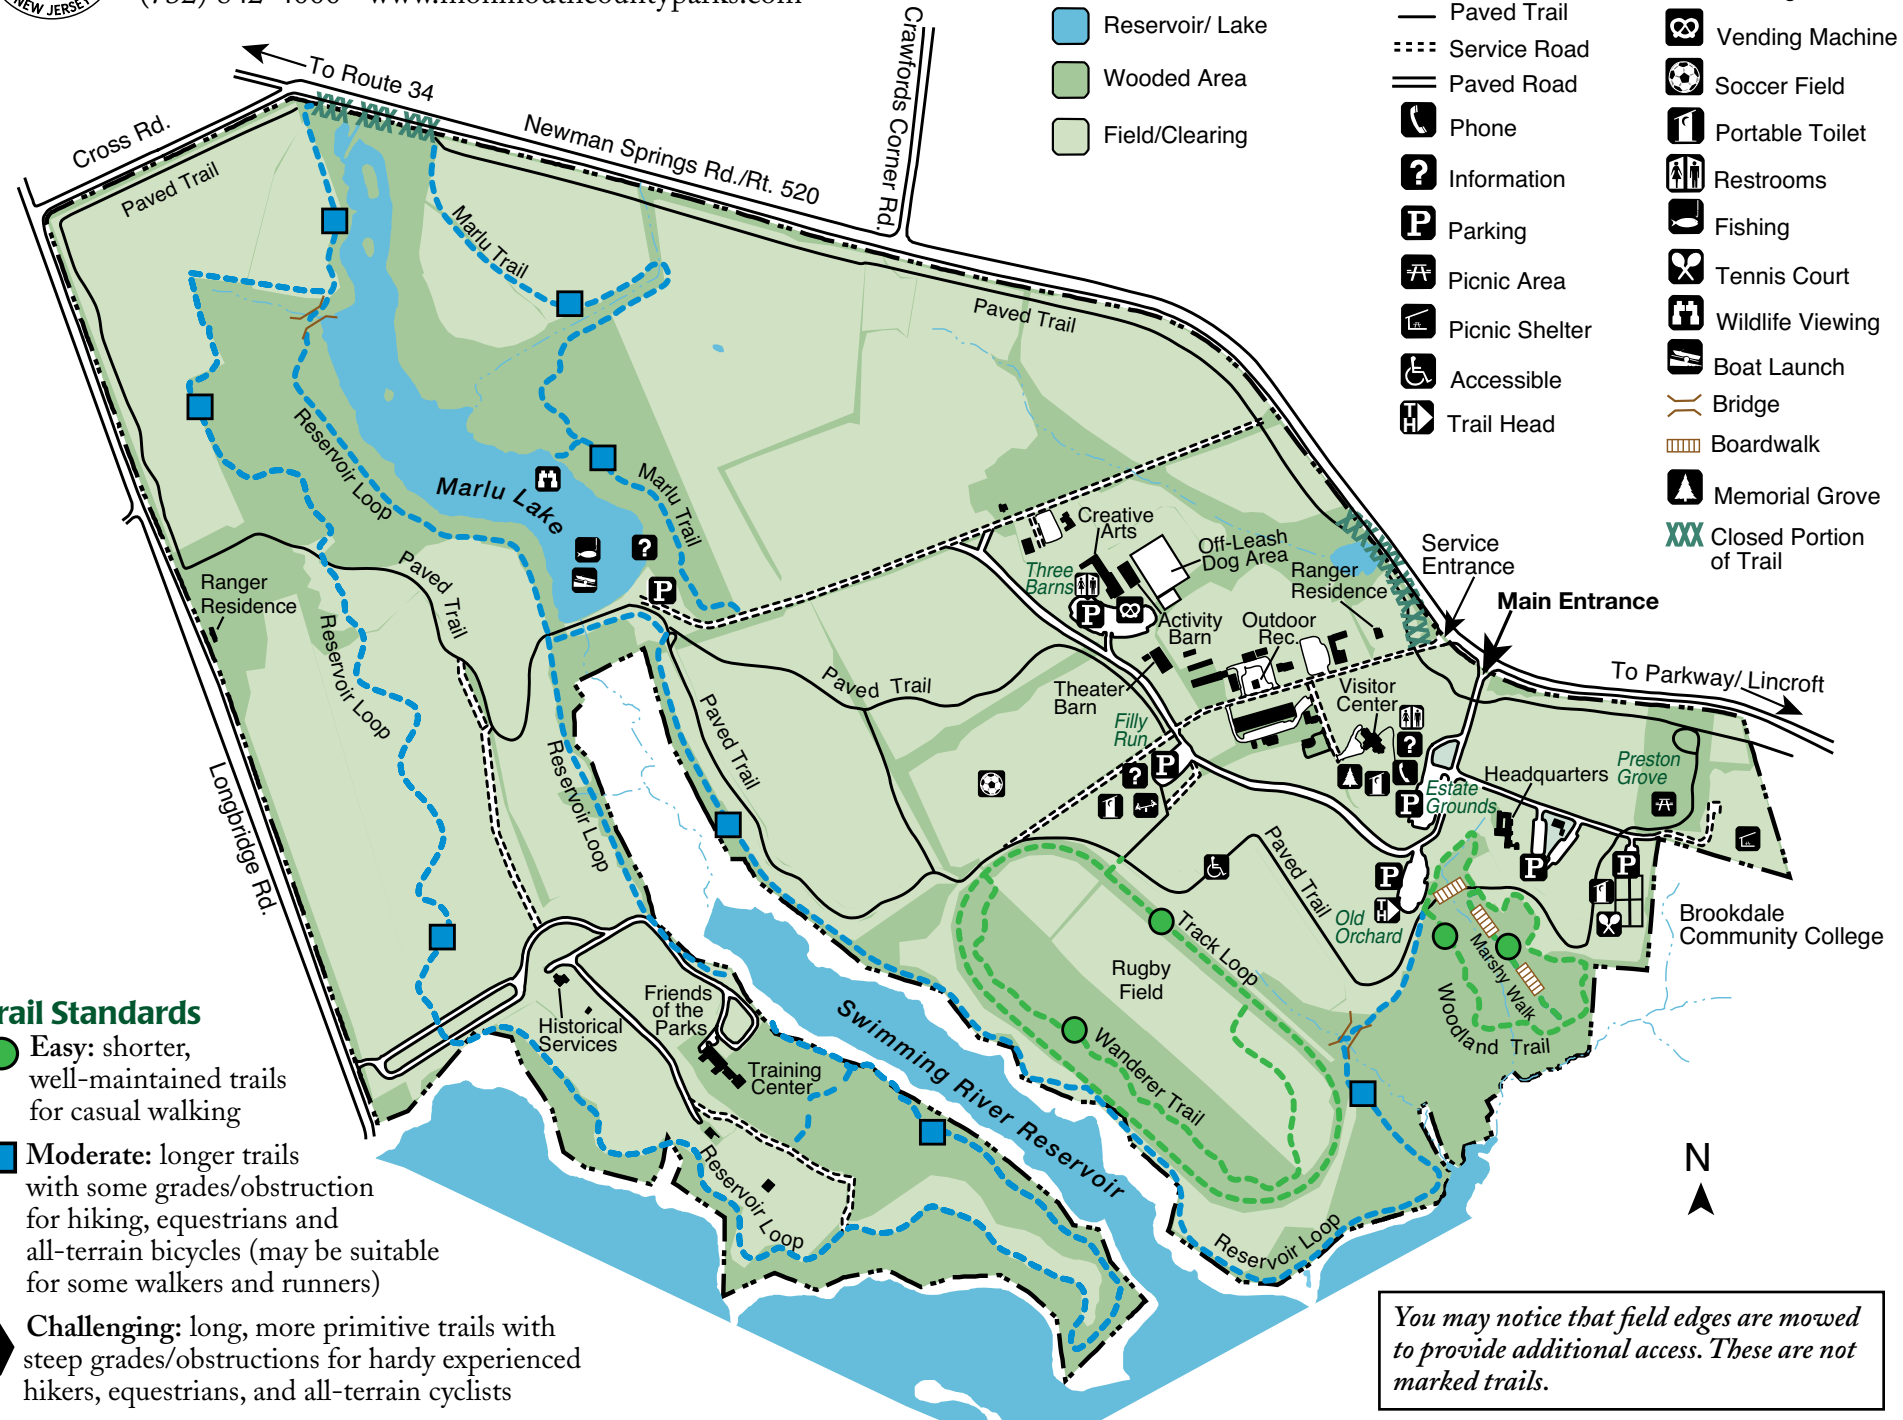 NEW JERSEY
(732) 842-4000 www.monmouthcountyparks.com
Reservoir/ Lake
Wooded Area
Field/Clearing
Paved Trail
Service Road
Paved Road
Phone
Information
Parking
Picnic Area
Picnic Shelter
Accessible
Trail Head
Vending Machine
Soccer Field
Portable Toilet
Restrooms
Fishing
Tennis Court
Wildlife Viewing
Boat Launch
Bridge
Boardwalk
Memorial Grove
XXX Closed Portion
of Trail
To Route 34
Cross Rd.
Paved Trail
Newman Springs Rd./Rt. 520
Crawfords Corner Rd.
Marlu Trail
Paved Trail
Reservoir Loop
Marlu Lake
Marlu Trail
Creative
Arts
Off-Leash
Dog Area
Three
Barns
Ranger
Residence
Service
Entrance
Main Entrance
Activity
Barn
Outdoor
Rec.
To Parkway/ Lincroft
Ranger
Residence
Paved Trail
Reservoir Loop
Paved Trail
Theater
Barn
Visitor
Center
Filly
Run
Paved Trail
Reservoir Loop
Longbridge Rd.
Headquarters
Preston
Grove
Estate
Grounds
Paved Trail
Old
Orchard
Track Loop
Rugby
Field
Marshy Walk
Woodland Trail
Brookdale
Community College
Wanderer Trail
Swimming River Reservoir
Friends
of the
Parks
Historical
Services
Training
Center
Reservoir Loop
Reservoir Loop
N
rail Standards
Easy: shorter,
well-maintained trails
for casual walking
Moderate: longer trails
with some grades/obstruction
for hiking, equestrians and
all-terrain bicycles (may be suitable
for some walkers and runners)
Challenging: long, more primitive trails with
steep grades/obstructions for hardy experienced
hikers, equestrians, and all-terrain cyclists
You may notice that field edges are mowed
to provide additional access. These are not
marked trails.